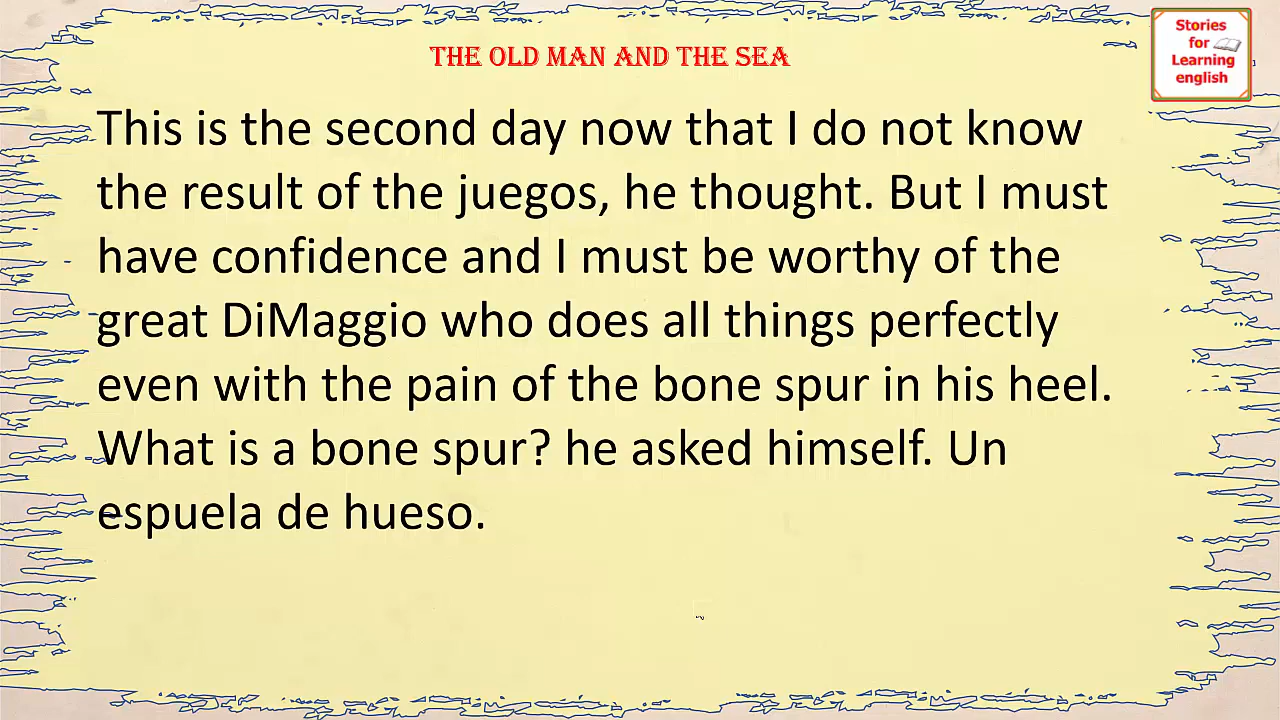 THE OLD MAN AND THE SEA
Stories
for
Learning
english
This is the second day now that I do not know
the result of the juegos, he thought. But I must
have confidence and I must be worthy of the
great DiMaggio who does all things perfectly
even with the pain of the bone spur in his heel.
What is a bone spur? he asked himself. Un
espuela de hueso.